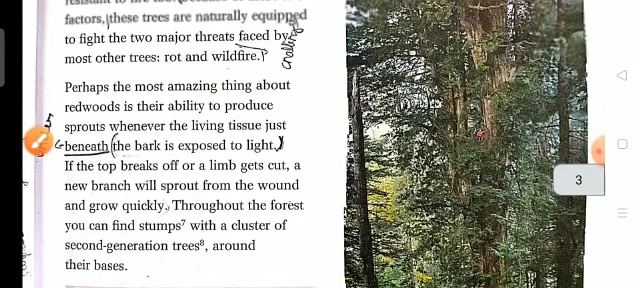 factors, these trees are naturally equipped
to fight the two major threats faced by
challeng
most other trees: rot and wildfire.
Perhaps the most amazing thing about
redwoods is their ability to produce
5
sprouts whenever the living tissue just
beneath (the bark is exposed to light.)
If the top breaks off or a limb gets cut, a
new branch will sprout from the wound
and grow quickly. Throughout the forest
you can find stumps⁷ with a cluster of
second-generation trees⁸, around
their bases.
3